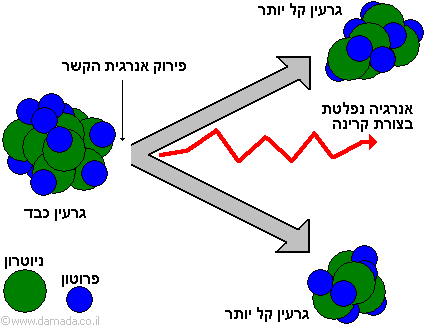 גרעין קל יותר
פירוק אנרגית הקשר
אנרגיה נפלטת
בצורת קרינה
גרעין כבד
ניוטרון
פרוטון
גרעין קל יותר
©www.damada.co.il